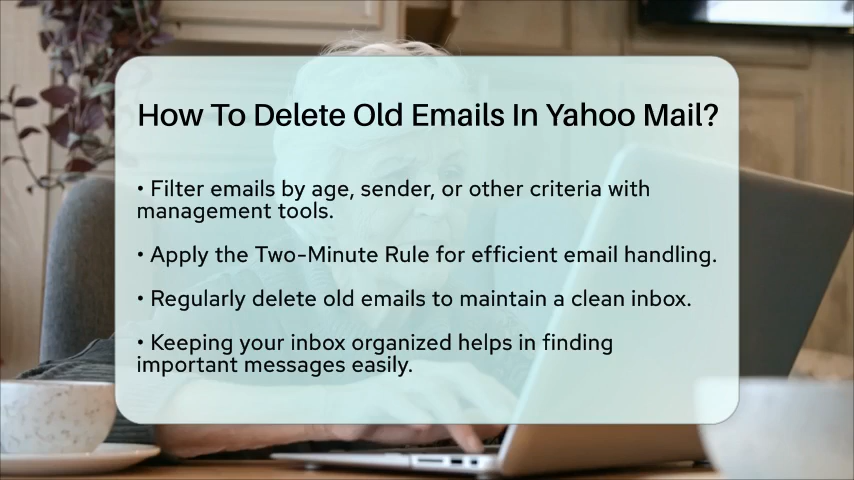 How To Delete Old Emails In Yahoo Mail?
• Filter emails by age, sender, or other criteria with
management tools.
• Apply the Two-Minute Rule for efficient email handling.
• Regularly delete old emails to maintain a clean inbox.
• Keeping your inbox organized helps in finding
important messages easily.